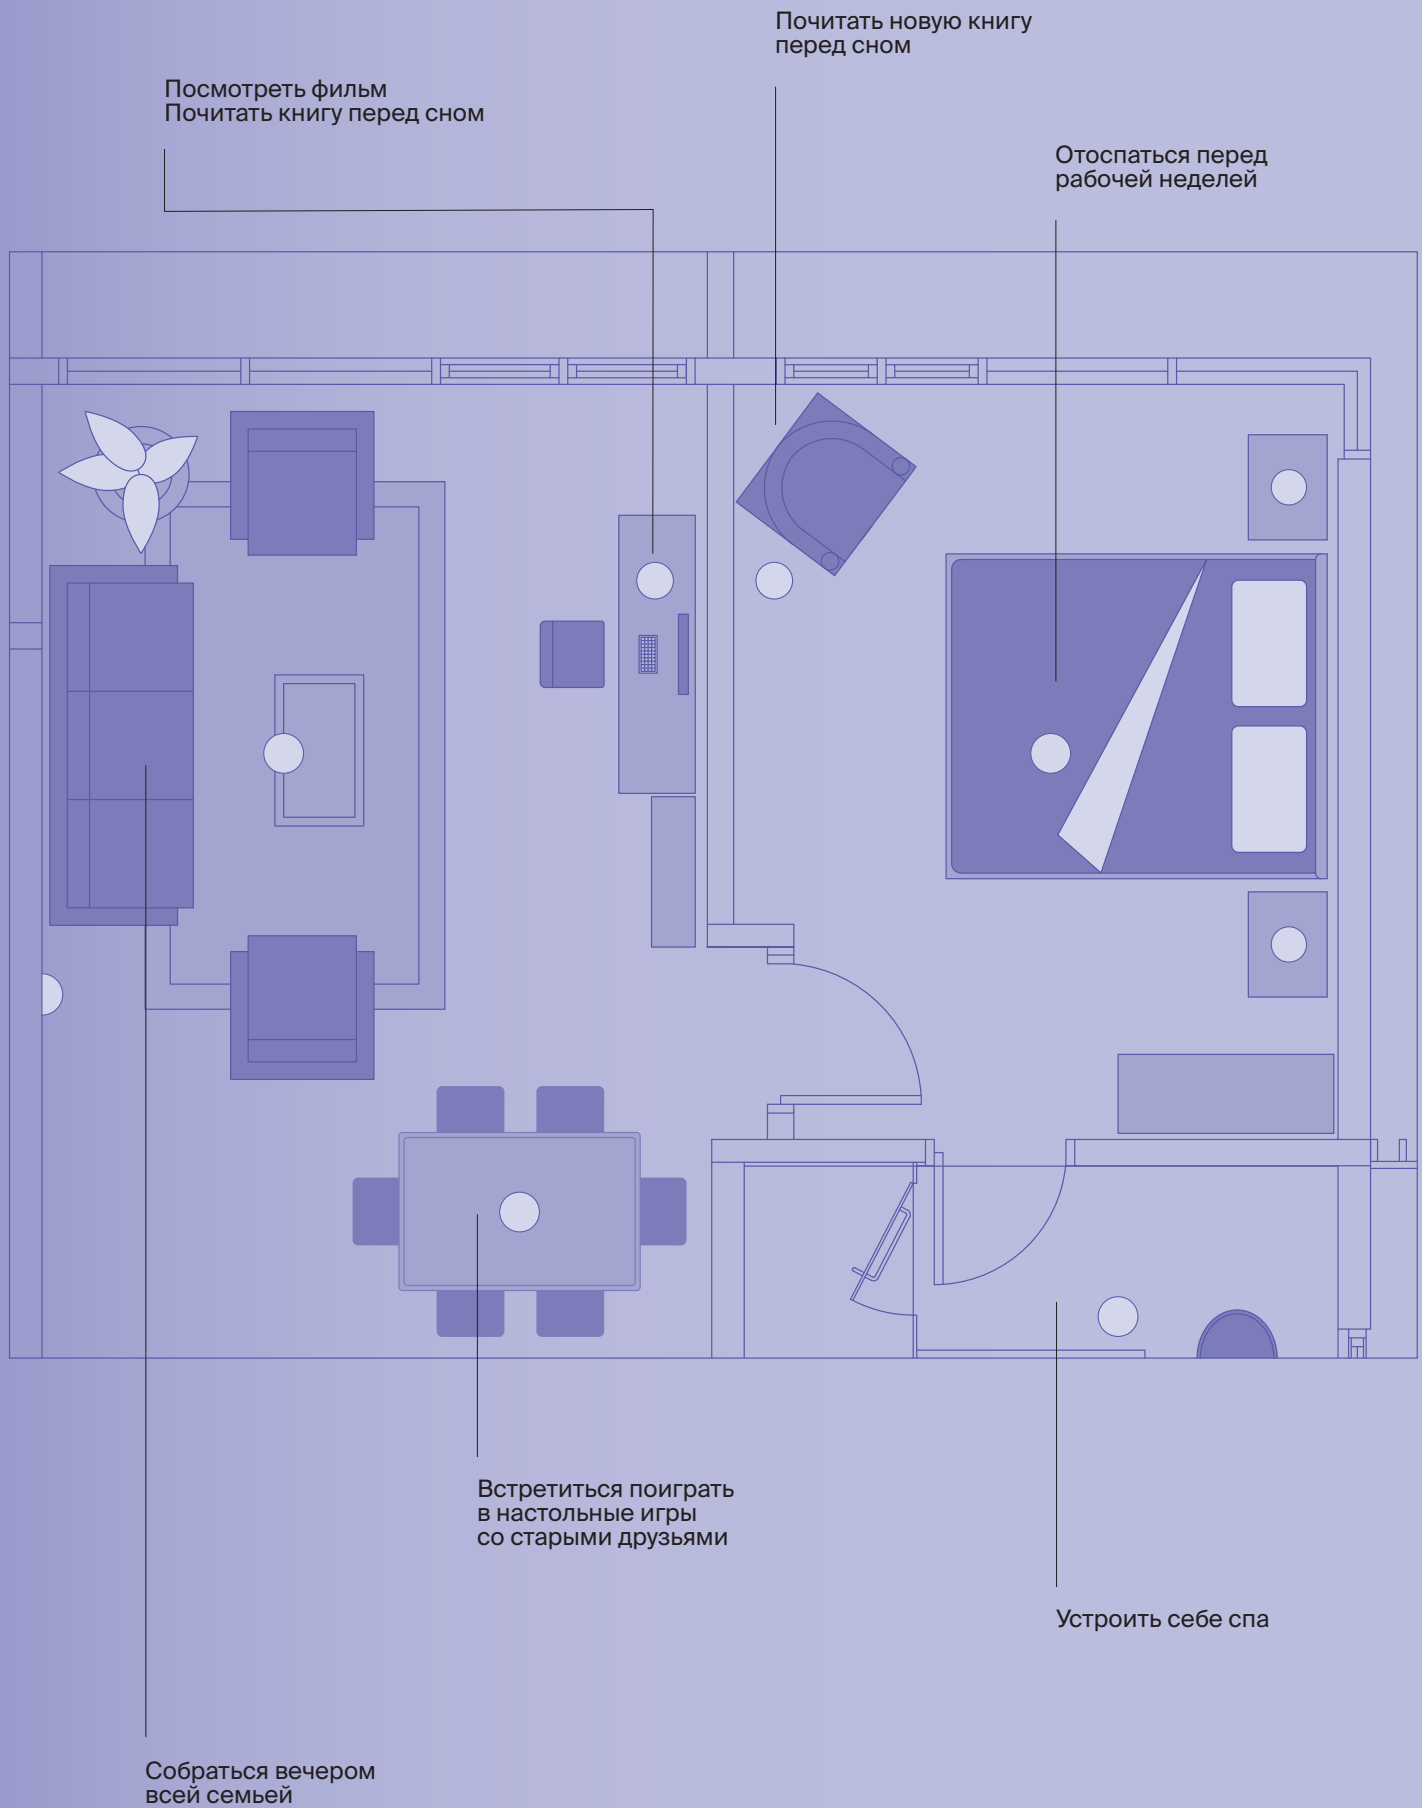 Почитать новую книгу
перед сном
Посмотреть фильм
Почитать книгу перед сном
Отоспаться перед
рабочей неделей
Встретиться поиграть
в настольные игры
со старыми друзьями
Устроить себе спа
Собраться вечером
всей семьей